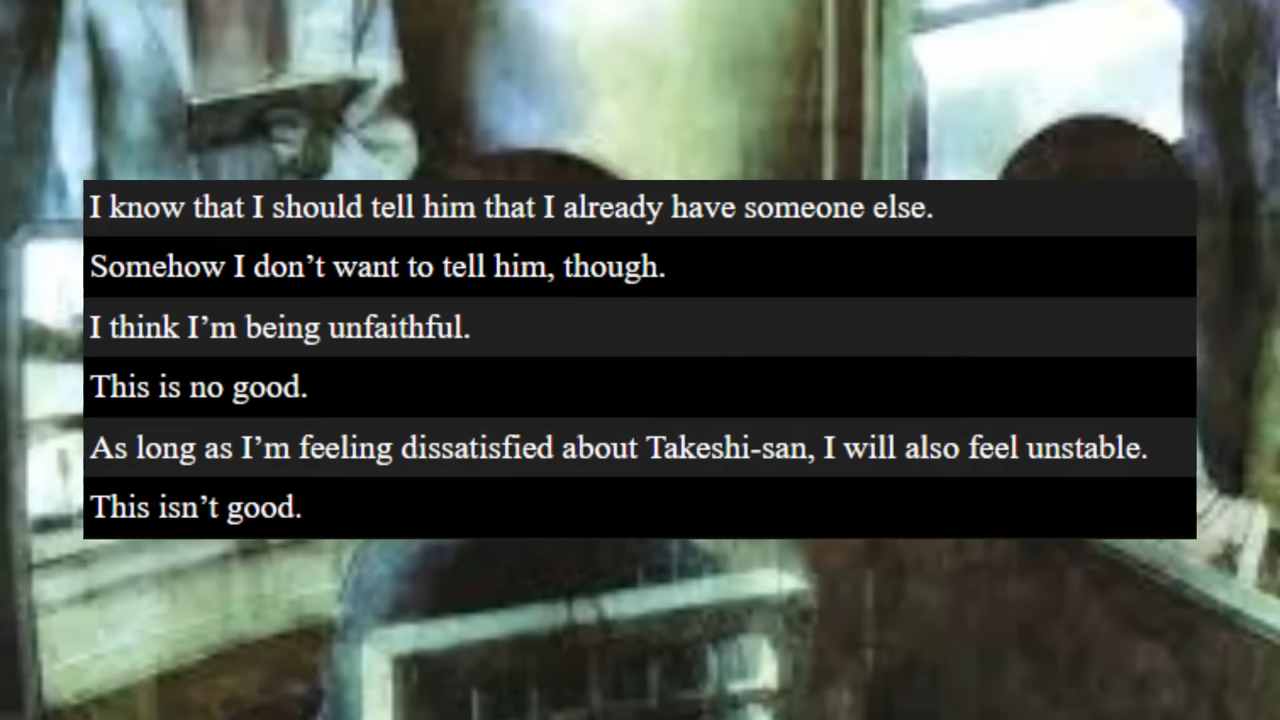 I know that I should tell him that I already have someone else.
Somehow I don’t want to tell him, though.
I think I’m being unfaithful.
This is no good.
As long as I’m feeling dissatisfied about Takeshi-san, I will also feel unstable.
This isn’t good.